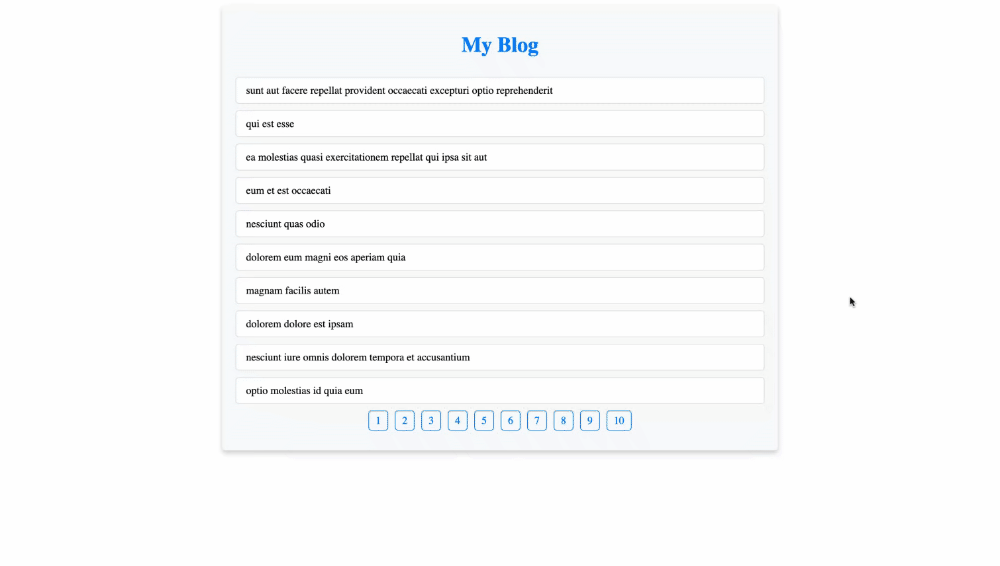 My Blog
sunt aut facere repellat provident occaecati excepturi optio reprehenderit
qui est esse
ea molestias quasi exercitationem repellat qui ipsa sit aut
eum et est occaecati
nesciunt quas odio
dolorem eum magni eos aperiam quia
magnam facilis autem
dolorem dolore est ipsam
nesciunt iure omnis dolorem tempora et accusantium
optio molestias id quia eum
1 2 3 4 5 6 7 8 9 10